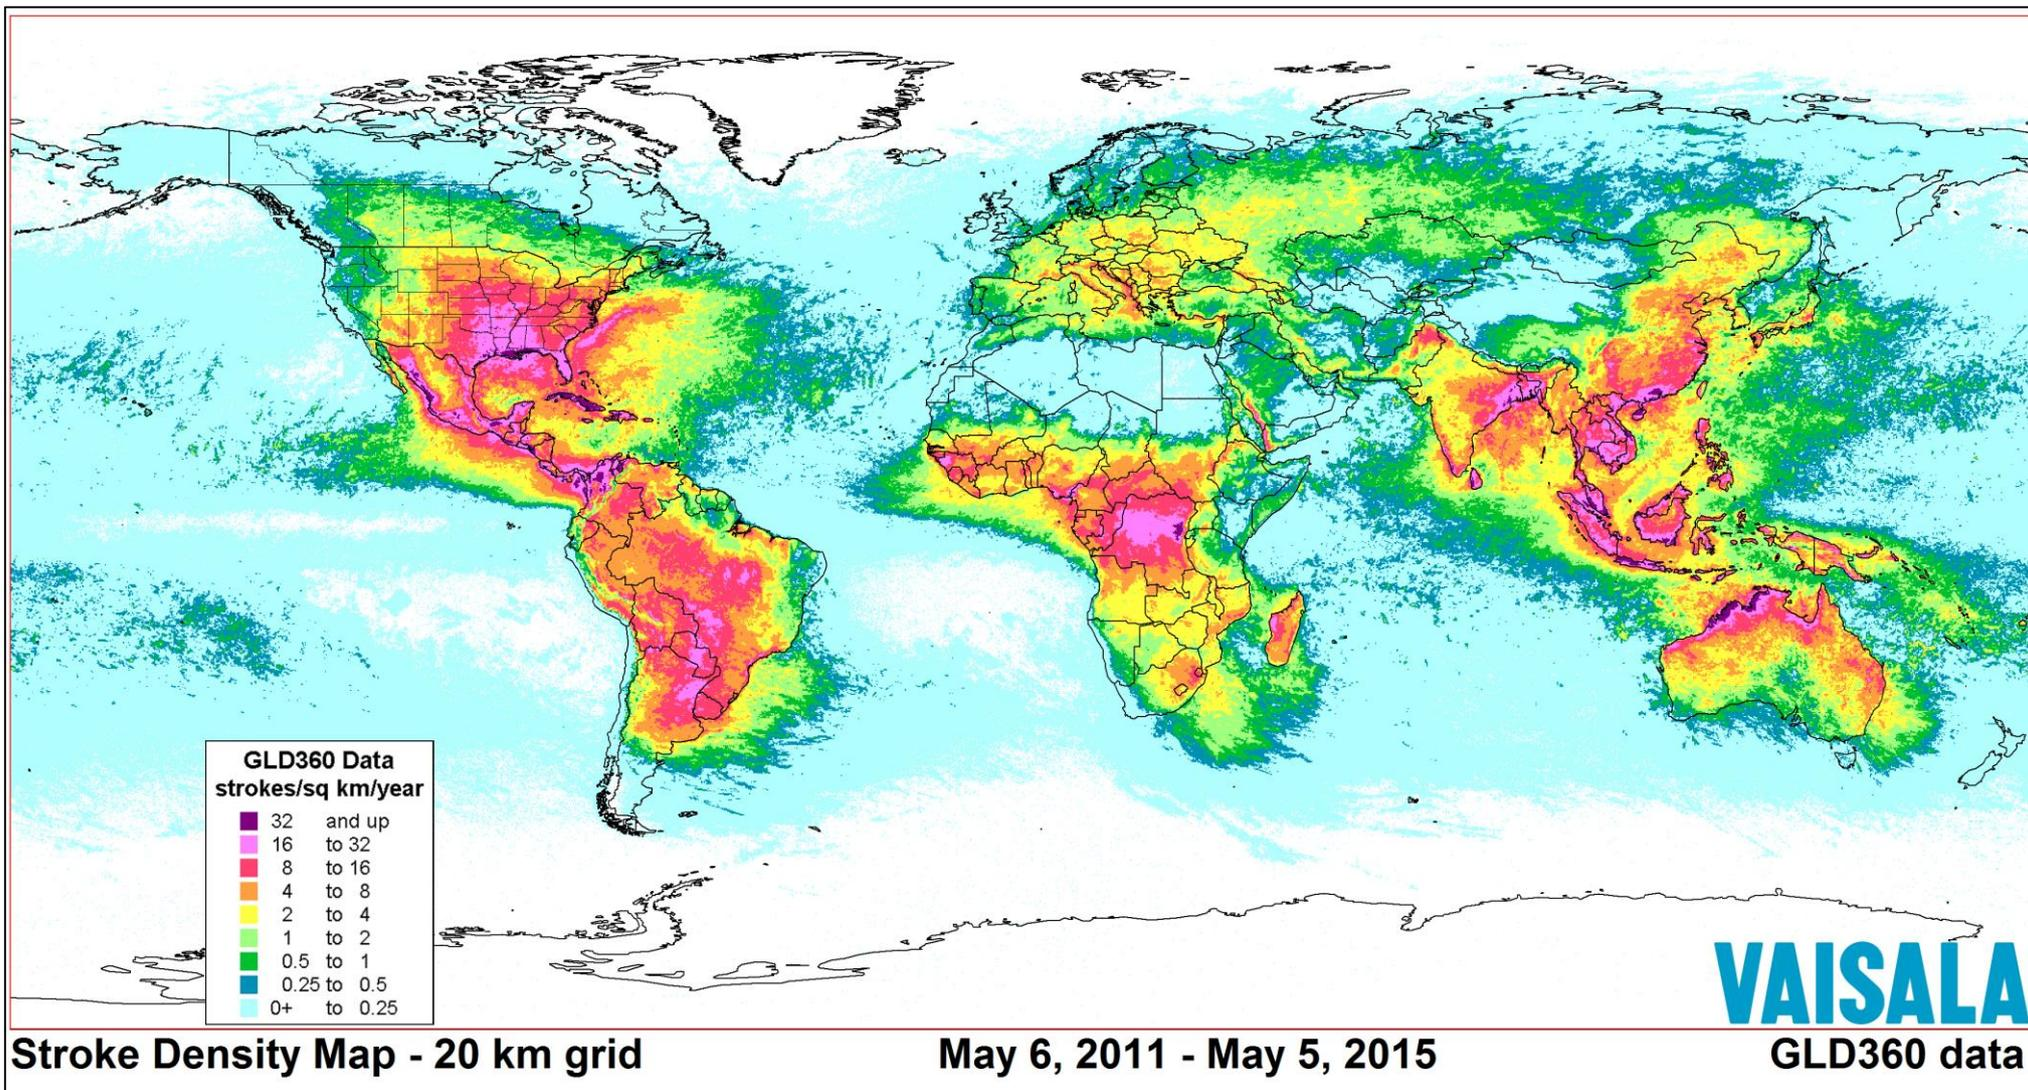 GLD360 Data
strokes/sq km/year
32 and up
16 to 32
8 to 16
4 to 8
2 to 4
1 to 2
0.5 to 1
0.25 to 0.5
0+ to 0.25
VAISALA
Stroke Density Map - 20 km grid May 6, 2011 - May 5, 2015 GLD360 data